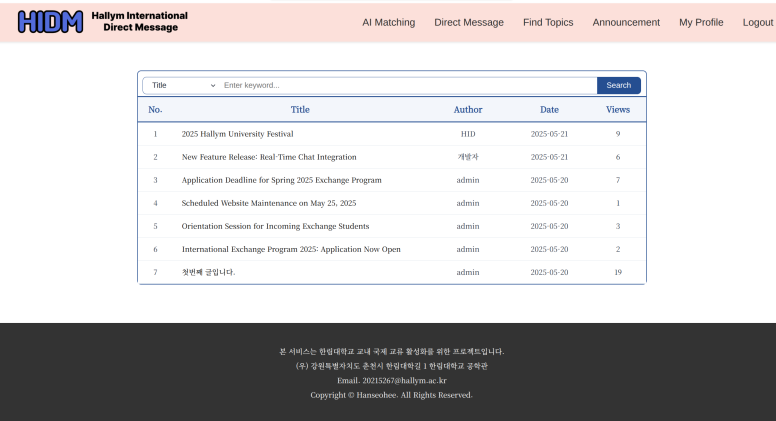 HIDM Hallym International Direct Message
AI Matching Direct Message Find Topics Announcement My Profile Logout
Title Enter keyword... Search
No. Title Author Date Views
1 2025 Hallym University Festival HID 2025-05-21 9
2 New Feature Release: Real-Time Chat Integration 개발자 2025-05-21 6
3 Application Deadline for Spring 2025 Exchange Program admin 2025-05-20 7
4 Scheduled Website Maintenance on May 25, 2025 admin 2025-05-20 1
5 Orientation Session for Incoming Exchange Students admin 2025-05-20 3
6 International Exchange Program 2025: Application Now Open admin 2025-05-20 2
7 첫번째 글입니다. admin 2025-05-20 19
본 서비스는 한림대학교 교내 국제 교류 활성화를 위한 프로젝트입니다.
(우) 강원특별자치도 춘천시 한림대학길 1 한림대학교 공학관
Email. 20215267@hallym.ac.kr
Copyright © Hanseohee. All Rights Reserved.